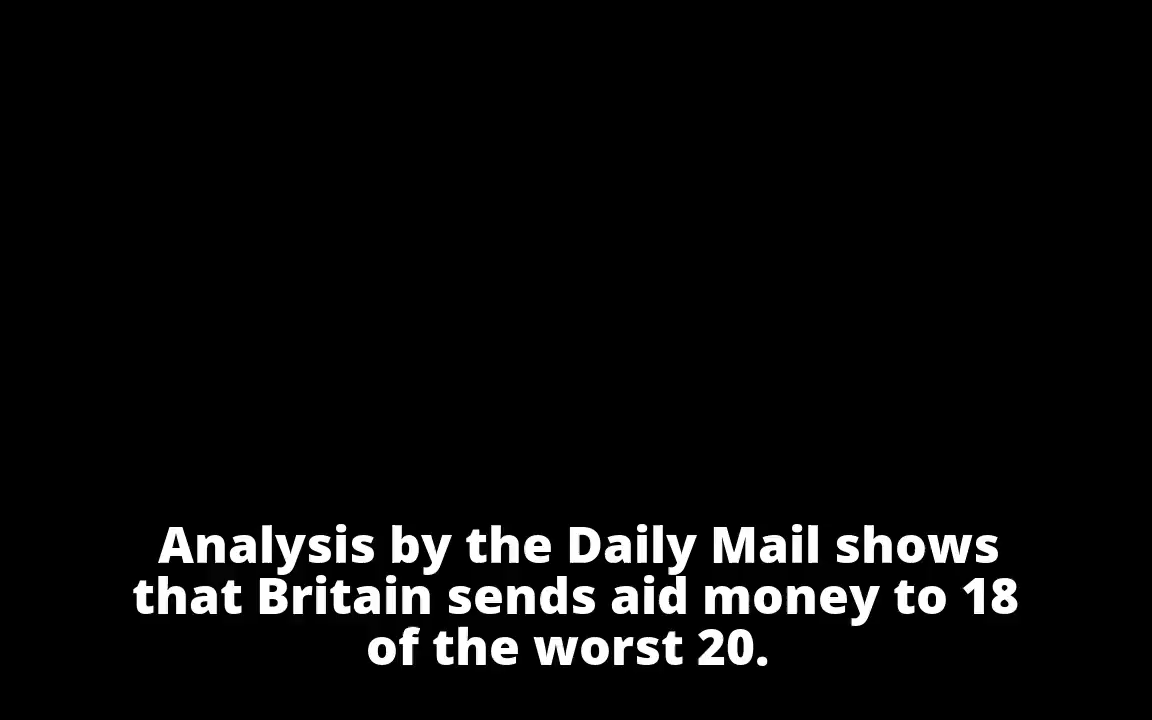 Analysis by the Daily Mail shows
that Britain sends aid money to 18
of the worst 20.